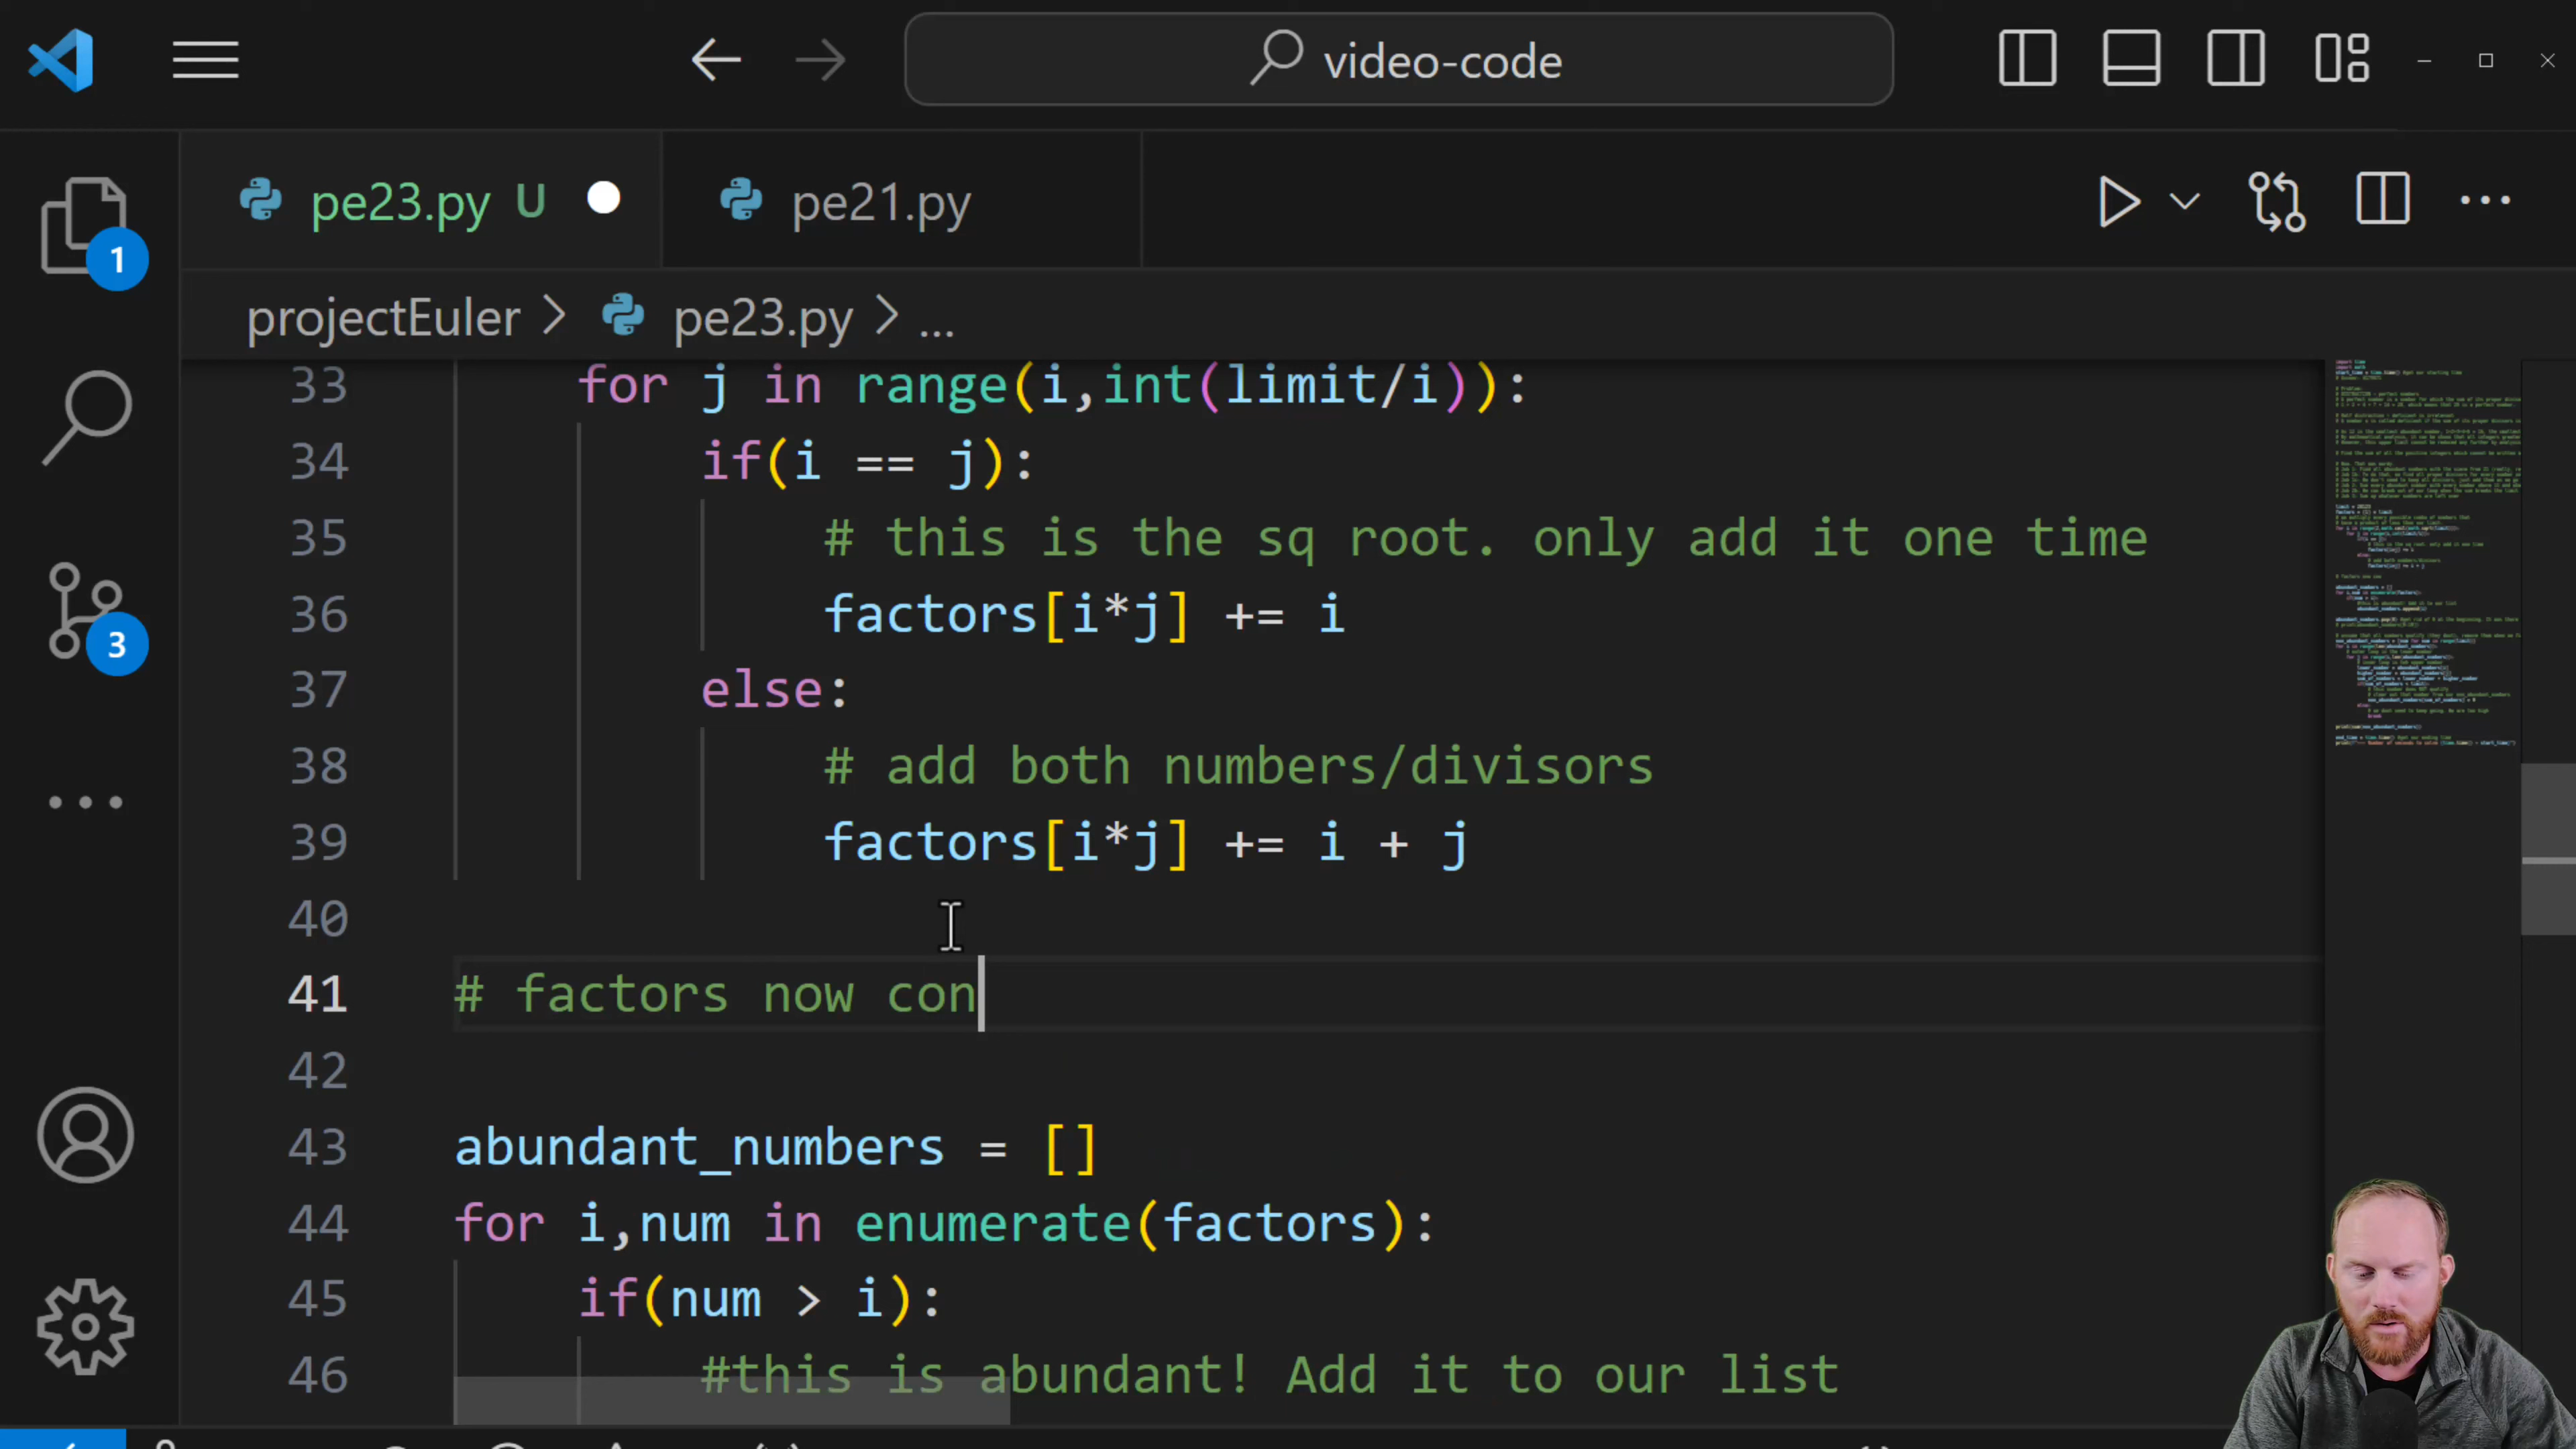 video-code
pe23.py U
pe21.py
projectEuler > pe23.py > ...
1
3
33 for j in range(i,int(limit/i)):
34 if(i == j):
35 # this is the sq root. only add it one time
36 factors[i*j] += i
37 else:
38 # add both numbers/divisors
39 factors[i*j] += i + j
40
41 # factors now con
42
43 abundant_numbers = []
44 for i,num in enumerate(factors):
45 if(num > i):
46 #this is abundant! Add it to our list